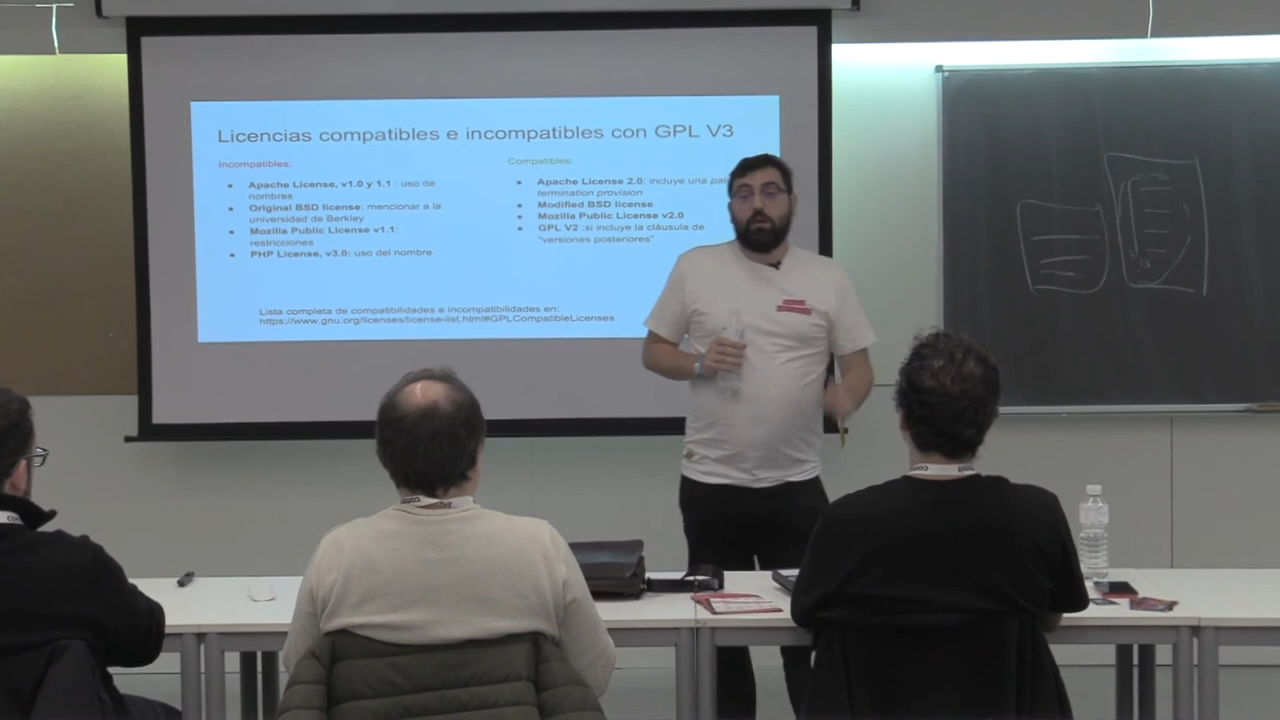 Licencias compatibles e incompatibles con GPL V3
Incompatibles:
● Apache License, v1.0 y 1.1 : uso de
nombres
● Original BSD license: mencionar a la
universidad de Berkley
● Mozilla Public License v1.1:
restricciones
● PHP License, v3.0: uso del nombre
Compatibles:
● Apache License 2.0: incluye una
termination provision
● Modified BSD license
● Mozilla Public License v2.0
● GPL V2 :si incluye la cláusula de
"versiones posteriores"
Lista completa de compatibilidades e incompatibilidades en:
https://www.gnu.org/licenses/license-list.html#GPLCompatibleLicenses